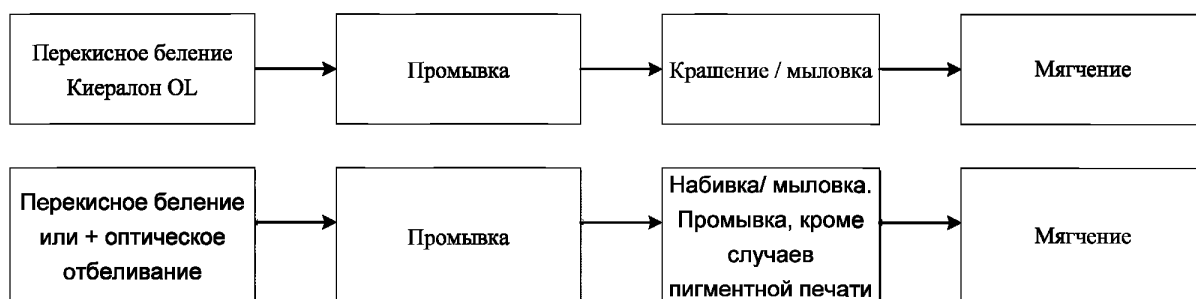 Перекисное беление
Киералон OL
Промывка
Крашение / мыловка
Мягчение
Перекисное беление
или + оптическое
отбеливание
Промывка
Набивка/ мыловка.
Промывка, кроме
случаев
пигментной печати
Мягчение